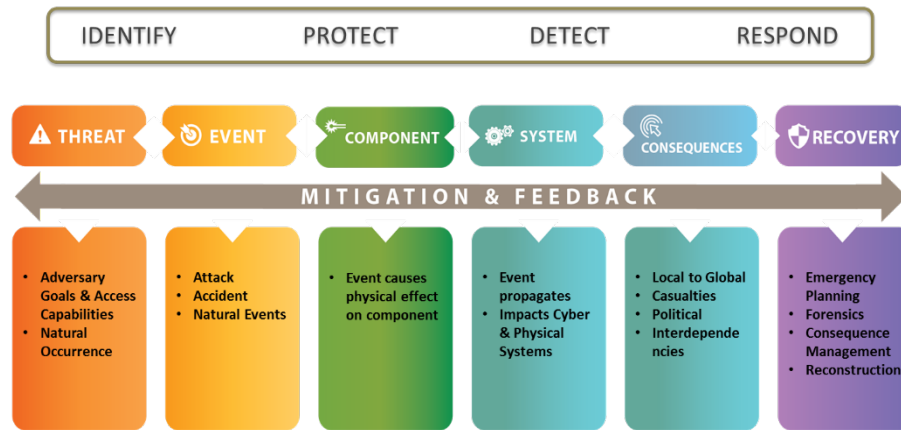 IDENTIFY PROTECT DETECT RESPOND
THREAT EVENT COMPONENT SYSTEM CONSEQUENCES RECOVERY
MITIGATION & FEEDBACK
• Adversary
Goals & Access
Capabilities
• Natural
Occurrence
• Attack
• Accident
• Natural Events
• Event causes
physical effect
on component
• Event
propagates
• Impacts Cyber
& Physical
Systems
• Local to Global
• Casualties
• Political
• Interdepende
ncies
• Emergency
Planning
• Forensics
• Consequence
Management
• Reconstruction